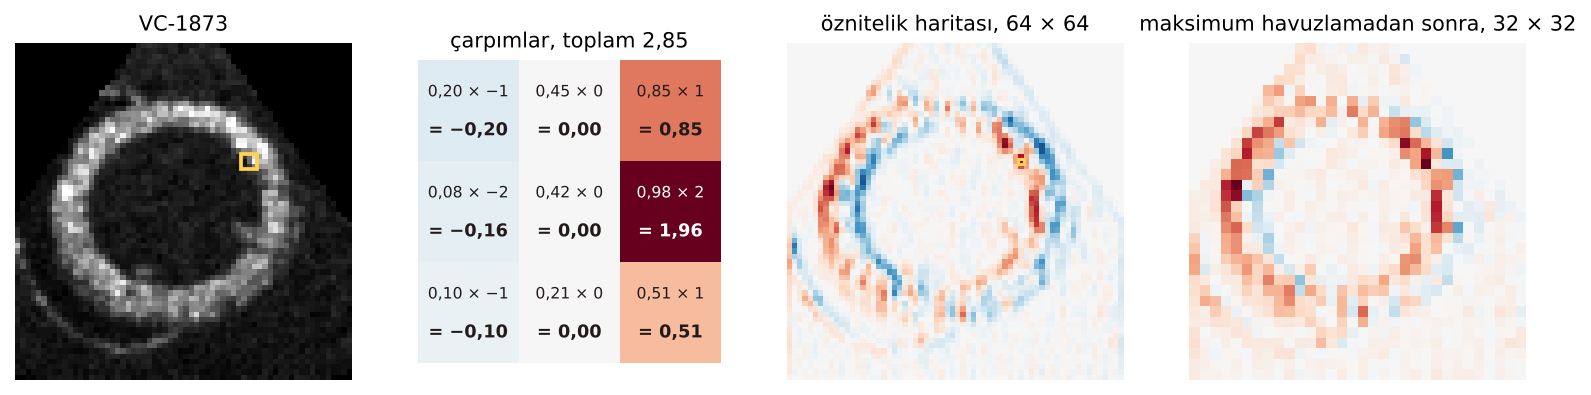 VC-1873
çarpımlar, toplam 2,85
0,20 × −1
0,45 × 0
0,85 × 1
= −0,20
= 0,00
= 0,85
0,08 × −2
0,42 × 0
0,98 × 2
= −0,16
= 0,00
= 1,96
0,10 × −1
0,21 × 0
0,51 × 1
= −0,10
= 0,00
= 0,51
öznitelik haritası, 64 × 64
maksimum havuzlamadan sonra, 32 × 32